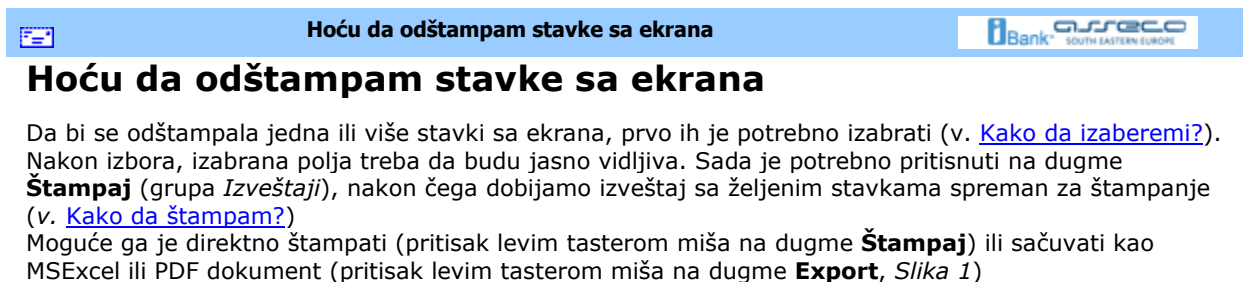 Hoću da odštampam stavke sa ekrana
iBank™ asseco
SOUTH EASTERN EUROPE
Hoću da odštampam stavke sa ekrana
Da bi se odštampala jedna ili više stavki sa ekrana, prvo ih je potrebno izabrati (v. Kako da izaberemi?).
Nakon izbora, izabrana polja treba da budu jasno vidljiva. Sada je potrebno pritisnuti na dugme
Štampaj (grupa Izveštaji), nakon čega dobijamo izveštaj sa željenim stavkama spreman za štampanje
(v. Kako da štampam?)
Moguće ga je direktno štampati (pritisak levim tasterom miša na dugme Štampaj) ili sačuvati kao
MSExcel ili PDF dokument (pritisak levim tasterom miša na dugme Export, Slika 1)